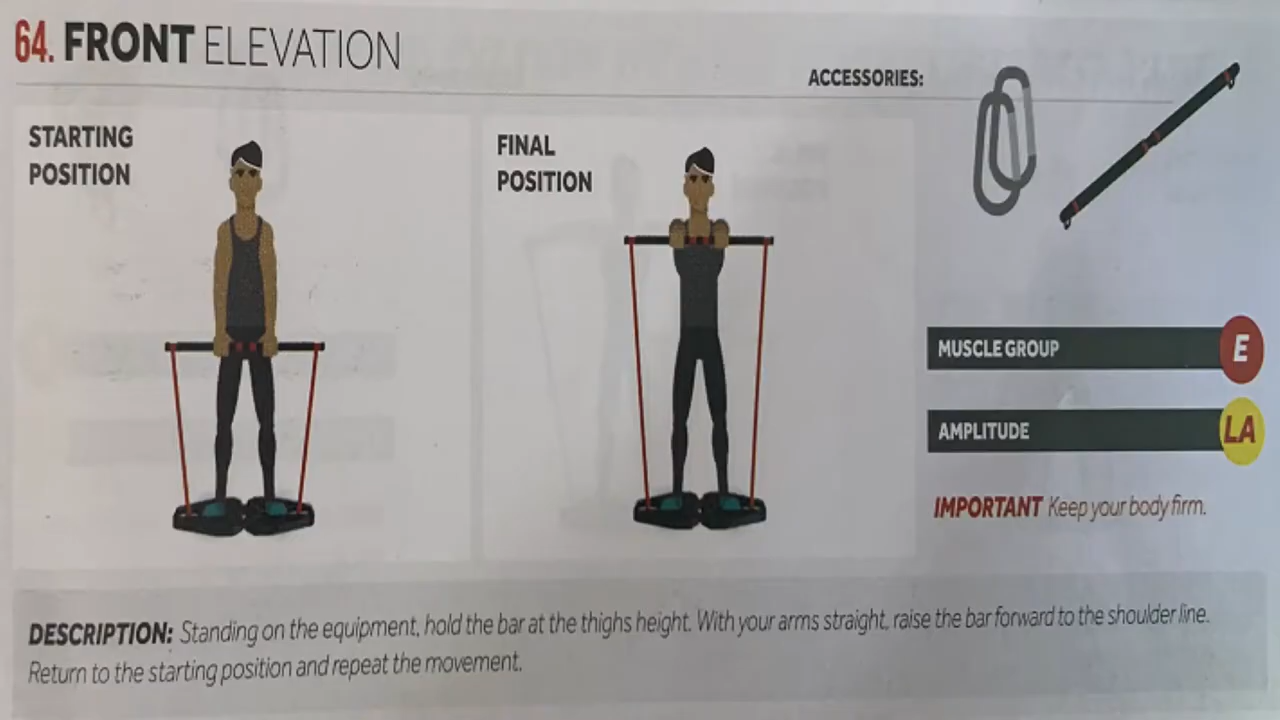 64. FRONT ELEVATION
ACCESSORIES:
STARTING
POSITION
FINAL
POSITION
MUSCLE GROUP E
AMPLITUDE LA
IMPORTANT Keep your body firm.
DESCRIPTION: Standing on the equipment, hold the bar at the thighs height. With your arms straight, raise the bar forward to the shoulder line.
Return to the starting position and repeat the movement.